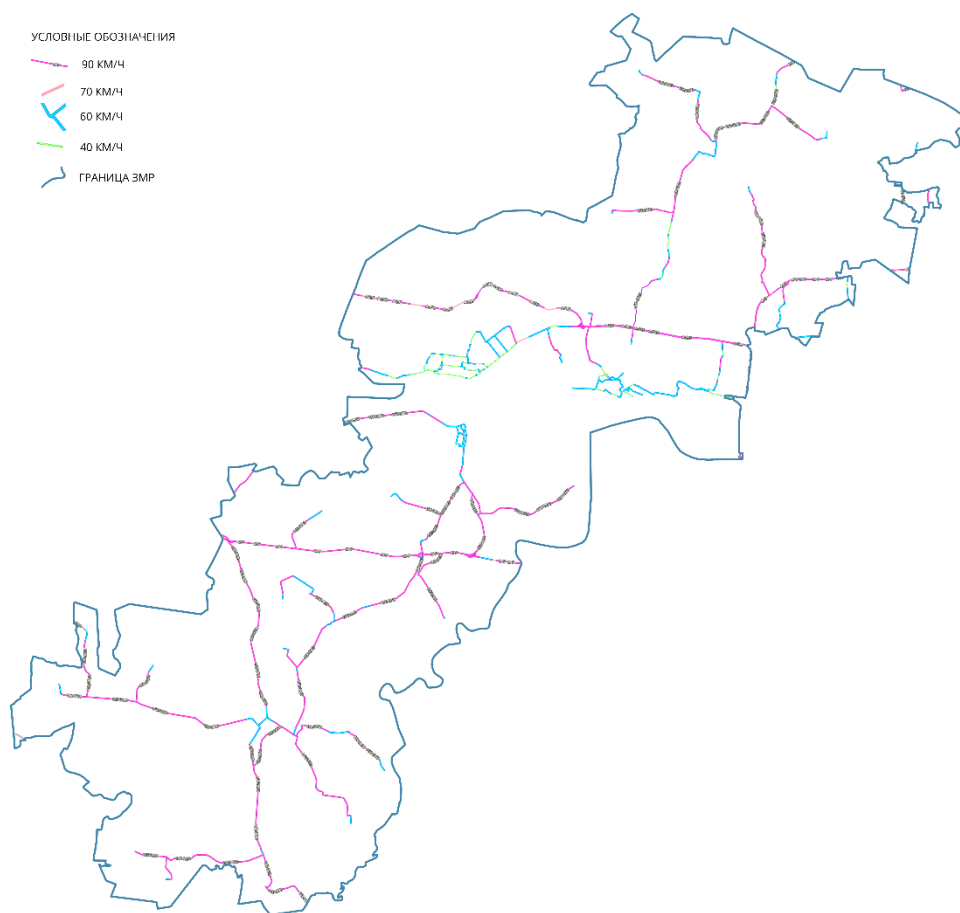 УСЛОВНЫЕ ОБОЗНАЧЕНИЯ
90 КМ/Ч
70 КМ/Ч
60 КМ/Ч
40 КМ/Ч
ГРАНИЦА ЗМР